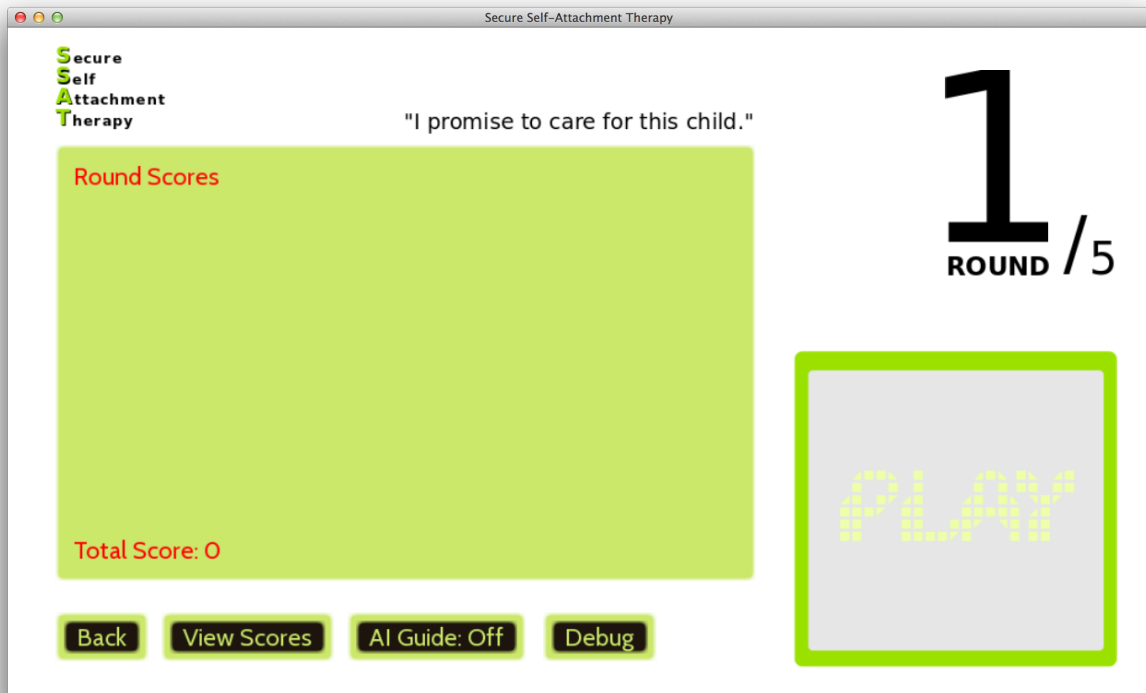 Secure Self-Attachment Therapy
Secure
Self
Attachment
Therapy
"I promise to care for this child."
1
ROUND /5
Round Scores
PLAY
Total Score: 0
Back
View Scores
AI Guide: Off
Debug